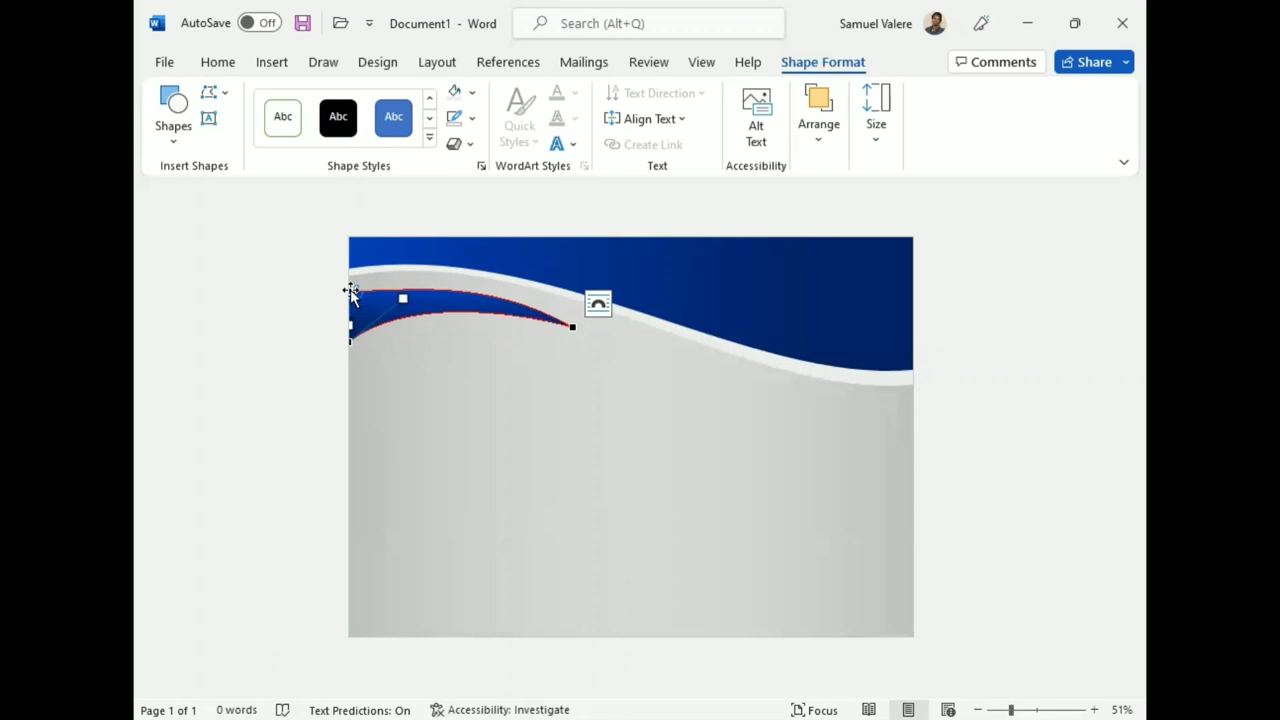 AutoSave Off Document1 - Word Search (Alt+Q) Samuel Valere
File Home Insert Draw Design Layout References Mailings Review View Help Shape Format Comments Share
Abc Abc Abc
Shapes
Quick
Styles
Text Direction
Align Text
Create Link
Alt
Text
Arrange
Size
Insert Shapes Shape Styles WordArt Styles Text Accessibility
Page 1 of 1 0 words Text Predictions: On Accessibility: Investigate Focus 51%